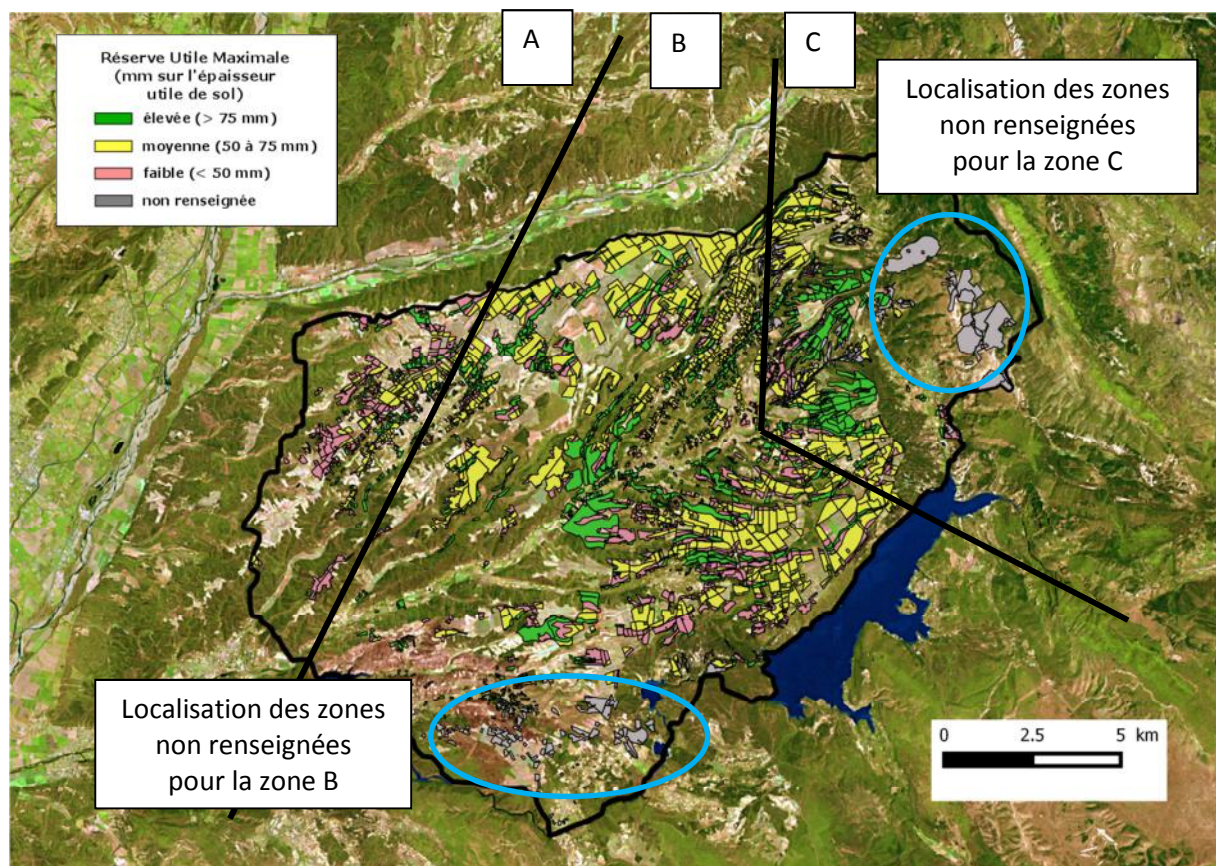 A
B
C
Réserve Utile Maximale
(mm sur l'épaisseur
utile de sol)
élevée (> 75 mm)
moyenne (50 à 75 mm)
faible (< 50 mm)
non renseignée
Localisation des zones
non renseignées
pour la zone C
Localisation des zones
non renseignées
pour la zone B
0 2.5 5 km